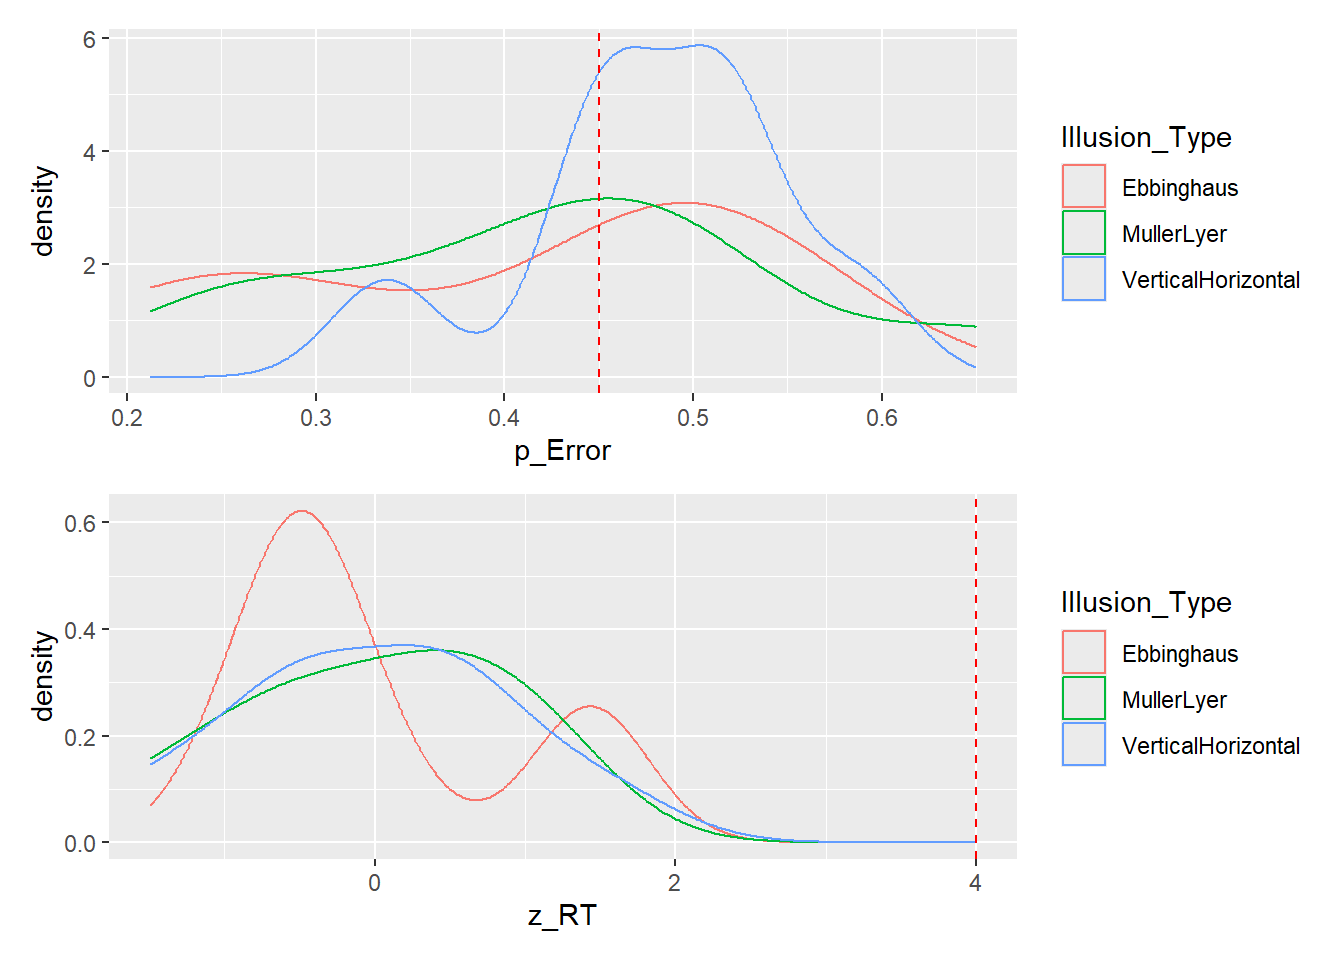 6
4
2
0
density
0.2 0.3 0.4 0.5 0.6
p_Error
Illusion_Type
Ebbinghaus
MullerLyer
VerticalHorizontal
0.6
0.4
0.2
0.0
density
0 2 4
z_RT
Illusion_Type
Ebbinghaus
MullerLyer
VerticalHorizontal